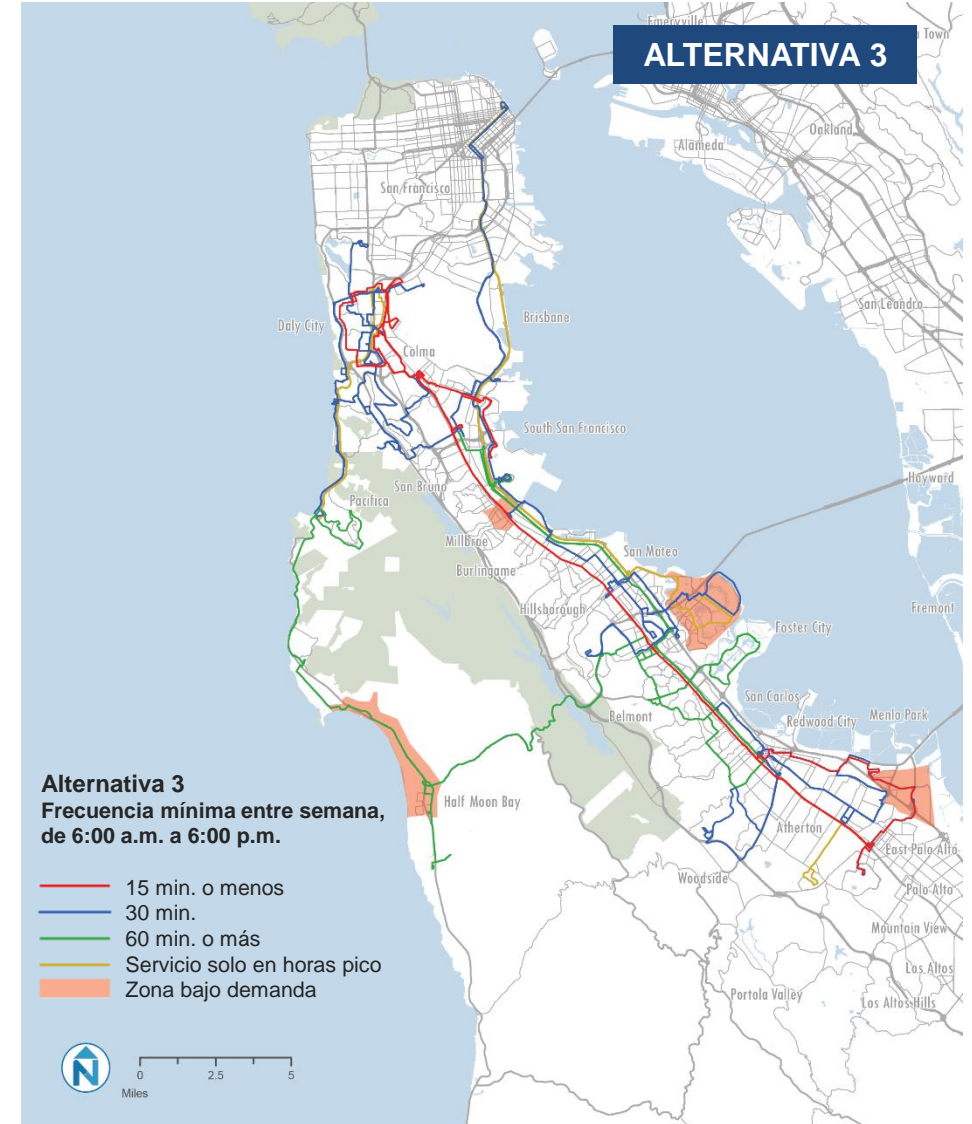 Emeryville
ALTERNATIVA 3
Town
Oakland
Alameda
San Francisco
San Leandro
Daly City
Brisbane
Colma
South San Francisco
Hayward
San Bruno
Pacifica
Millbrae
San Mateo
Burlingame
Hillsborough
Fremont
Foster City
San Carlos
Belmont
Redwood City
Menlo Park
Alternativa 3
Frecuencia mínima entre semana,
de 6:00 a.m. a 6:00 p.m.
Half Moon Bay
Atherton
East Palo Alto
Woodside
Palo Alto
15 min. o menos
30 min.
60 min. o más
Servicio solo en horas pico
Zona bajo demanda
Mountain View
Los Altos
Portola Valley
Los Altos Hills
N
0 2.5 5
Miles